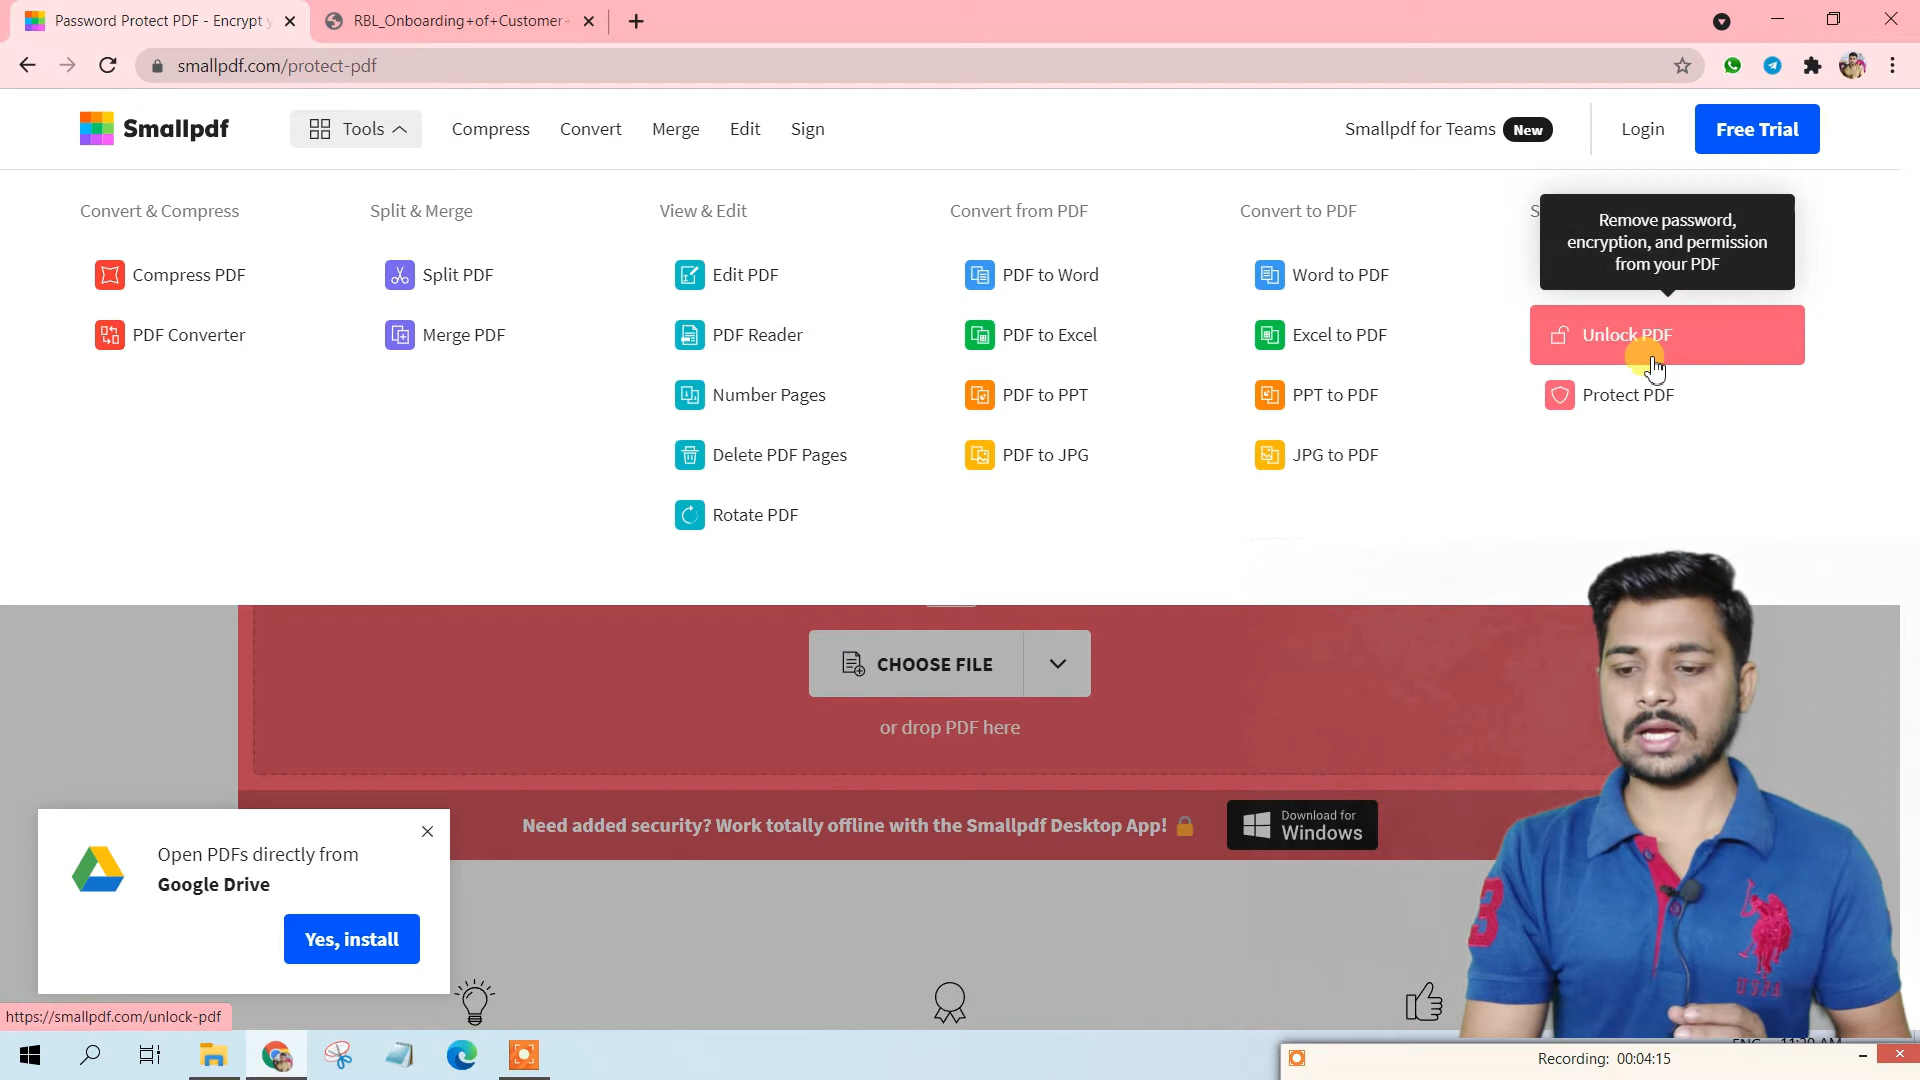 Password Protect PDF - Encrypt y
RBL_Onboarding+of+Customer
smallpdf.com/protect-pdf
Smallpdf
Tools
Compress
Convert
Merge
Edit
Sign
Smallpdf for Teams
New
Login
Free Trial
Convert & Compress
Compress PDF
PDF Converter
Split & Merge
Split PDF
Merge PDF
View & Edit
Edit PDF
PDF Reader
Number Pages
Delete PDF Pages
Rotate PDF
Convert from PDF
PDF to Word
PDF to Excel
PDF to PPT
PDF to JPG
Convert to PDF
Word to PDF
Excel to PDF
PPT to PDF
JPG to PDF
S
Remove password,
encryption, and permission
from your PDF
Unlock PDF
Protect PDF
CHOOSE FILE
or drop PDF here
Need added security? Work totally offline with the Smallpdf Desktop App!
Download for
Windows
Open PDFs directly from
Google Drive
Yes, install
https://smallpdf.com/unlock-pdf
3
Recording: 00:04:15